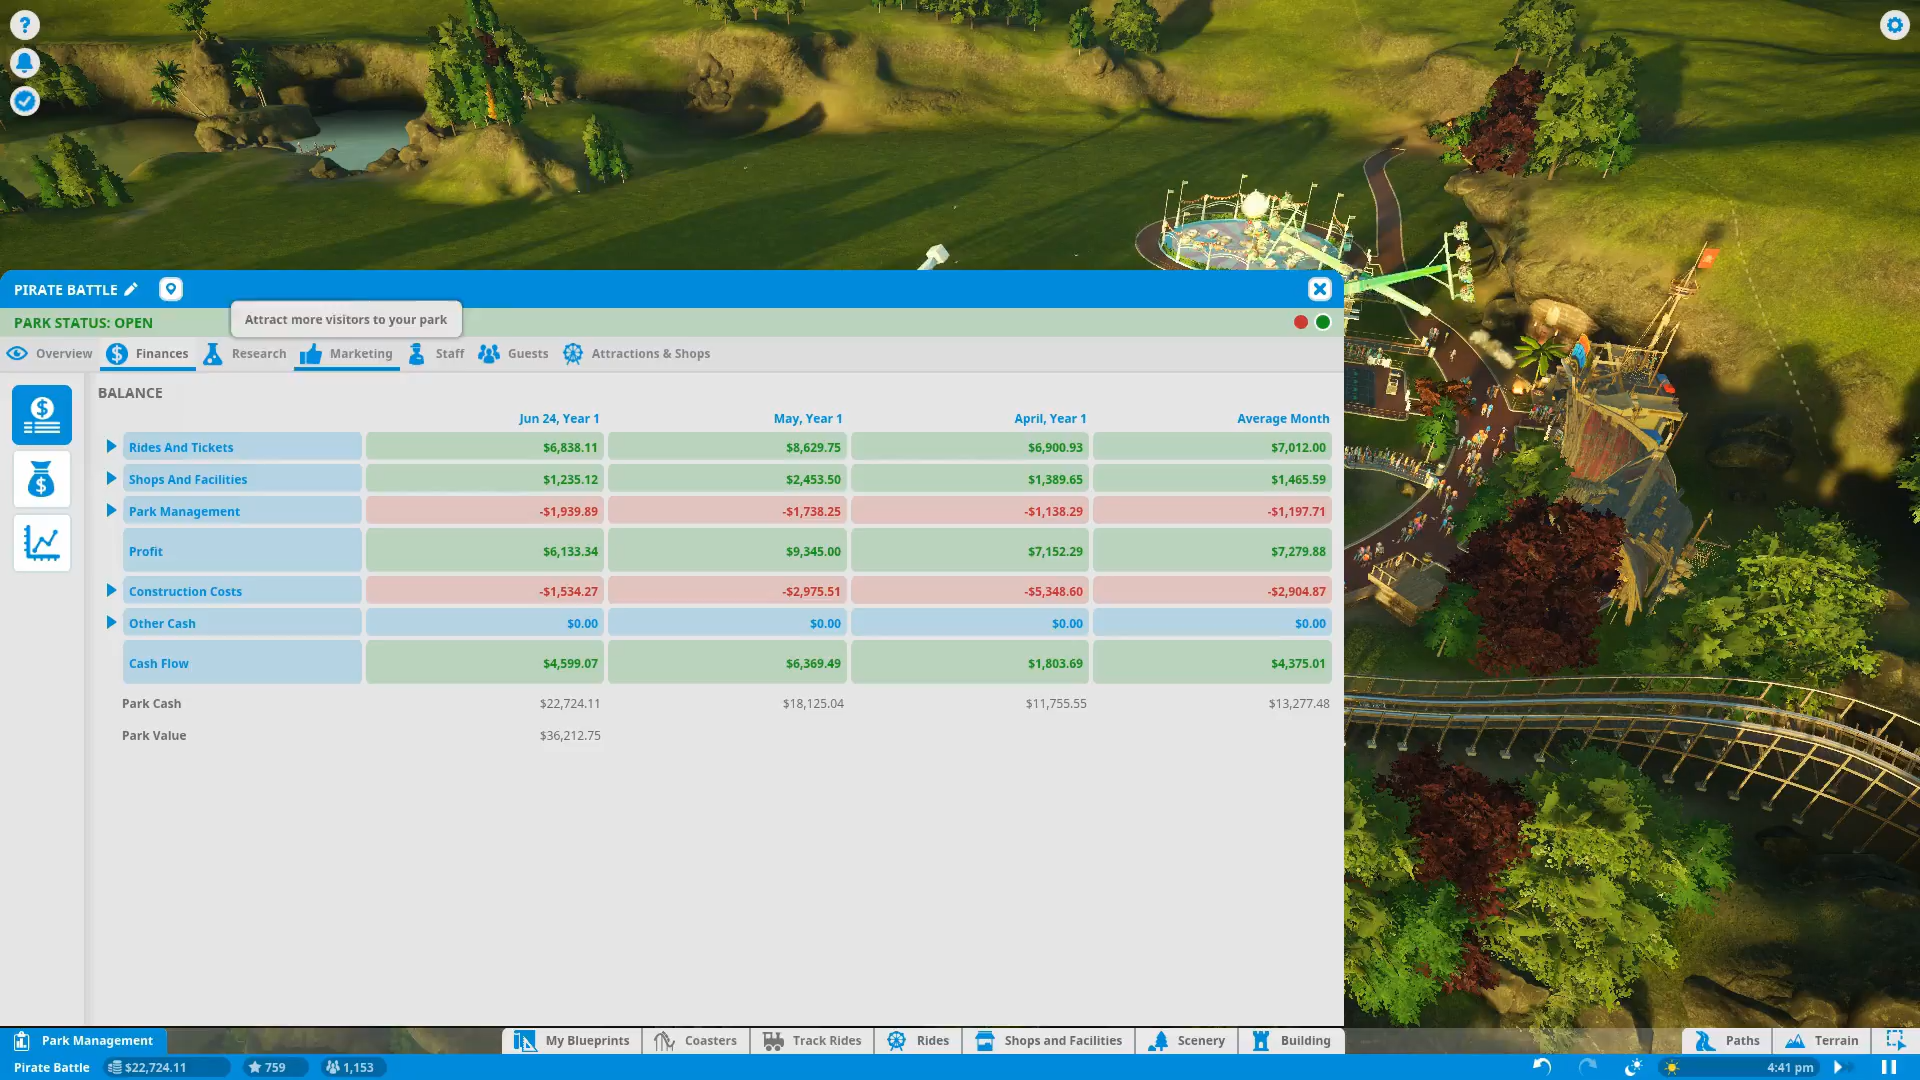 PIRATE BATTLE
PARK STATUS: OPEN
Attract more visitors to your park
Overview Finances Research Marketing Staff Guests Attractions & Shops
BALANCE
Jun 24, Year 1 May, Year 1 April, Year 1 Average Month
Rides And Tickets $6,838.11 $8,629.75 $6,900.93 $7,012.00
Shops And Facilities $1,235.12 $2,453.50 $1,389.65 $1,465.59
Park Management -$1,939.89 -$1,738.25 -$1,138.29 -$1,197.71
Profit $6,133.34 $9,345.00 $7,152.29 $7,279.88
Construction Costs -$1,534.27 -$2,975.51 -$5,348.60 -$2,904.87
Other Cash $0.00 $0.00 $0.00 $0.00
Cash Flow $4,599.07 $6,369.49 $1,803.69 $4,375.01
Park Cash $22,724.11 $18,125.04 $11,755.55 $13,277.48
Park Value $36,212.75
Park Management My Blueprints Coasters Track Rides Rides Shops and Facilities Scenery Building Paths Terrain
Pirate Battle $22,724.11 759 1,153 4:41 pm